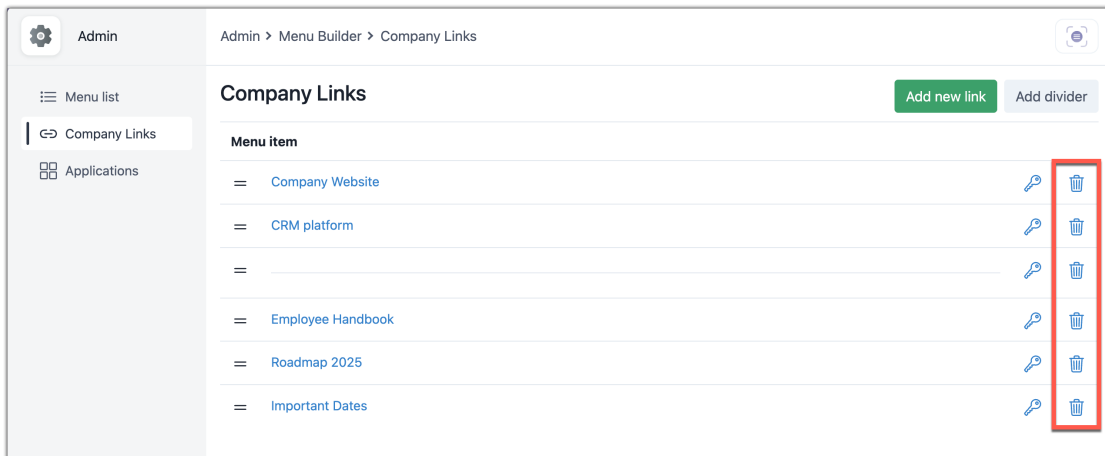 Admin
Admin > Menu Builder > Company Links
Menu list
Company Links
Applications
Company Links
Add new link
Add divider
Menu item
Company Website
CRM platform
Employee Handbook
Roadmap 2025
Important Dates